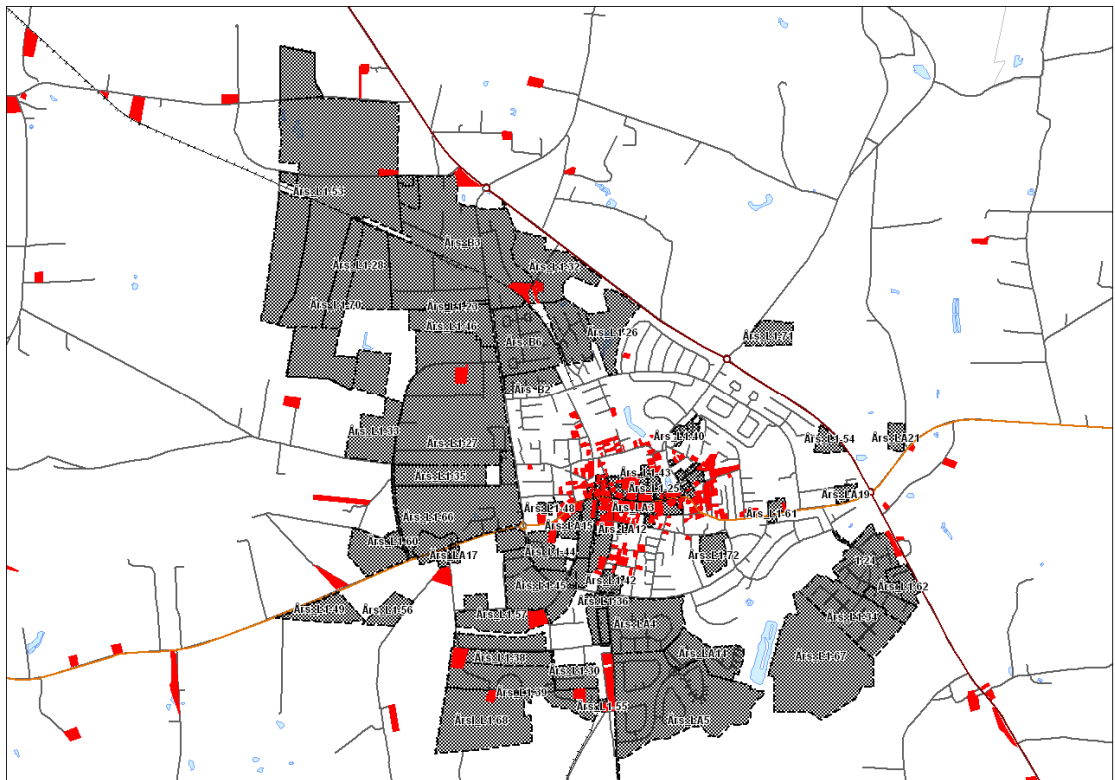 Års. L1-53
Års. B3
Års. L1-28
Års. L1-32
Års. L1-70
Års. L1-46
Års. B6
Års. L1-26
Års. L1-71
Års. B2
Års. L1-27
Års. L1-40
Års. L1-54
Års. LA21
Års. L1-35
Års. L1-43
Års. L1-25
Års. LA19
Års. L1-48
Års. LA3
Års. L1-61
Års. L1-64
Års. LA15
Års. LA12
Års. L1-60
Års. LA17
Års. L1-44
Års. L1-72
Års. L1-45
Års. L1-42
Års. L1-62
Års. L1-49
Års. L1-56
Års. L1-57
Års. L1-36
Års. LA4
Års. L1-34
Års. L1-38
Års. L1-30
Års. LA14
Års. L1-67
Års. L1-39
Års. L1-55
Års. LA5